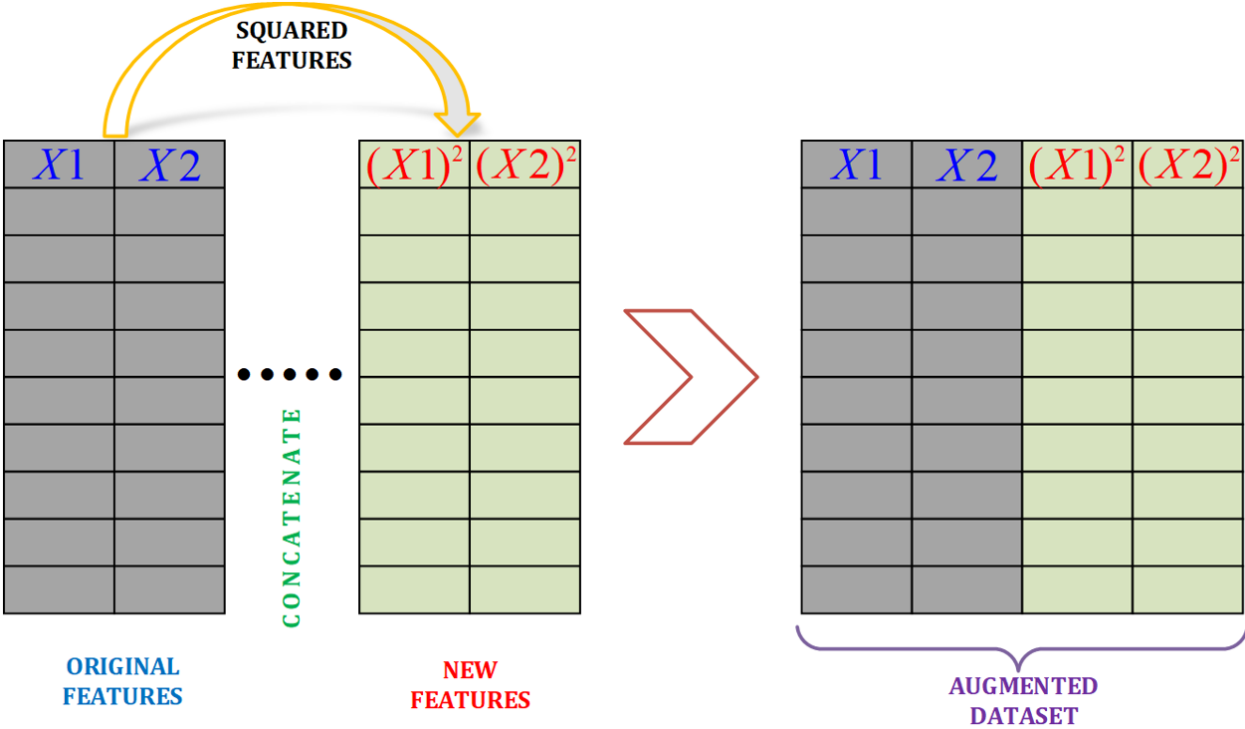 SQUARED
FEATURES
X1 X2
(X1)² (X2)²
X1 X2 (X1)² (X2)²
CONCATENATE
ORIGINAL
FEATURES
NEW
FEATURES
AUGMENTED
DATASET